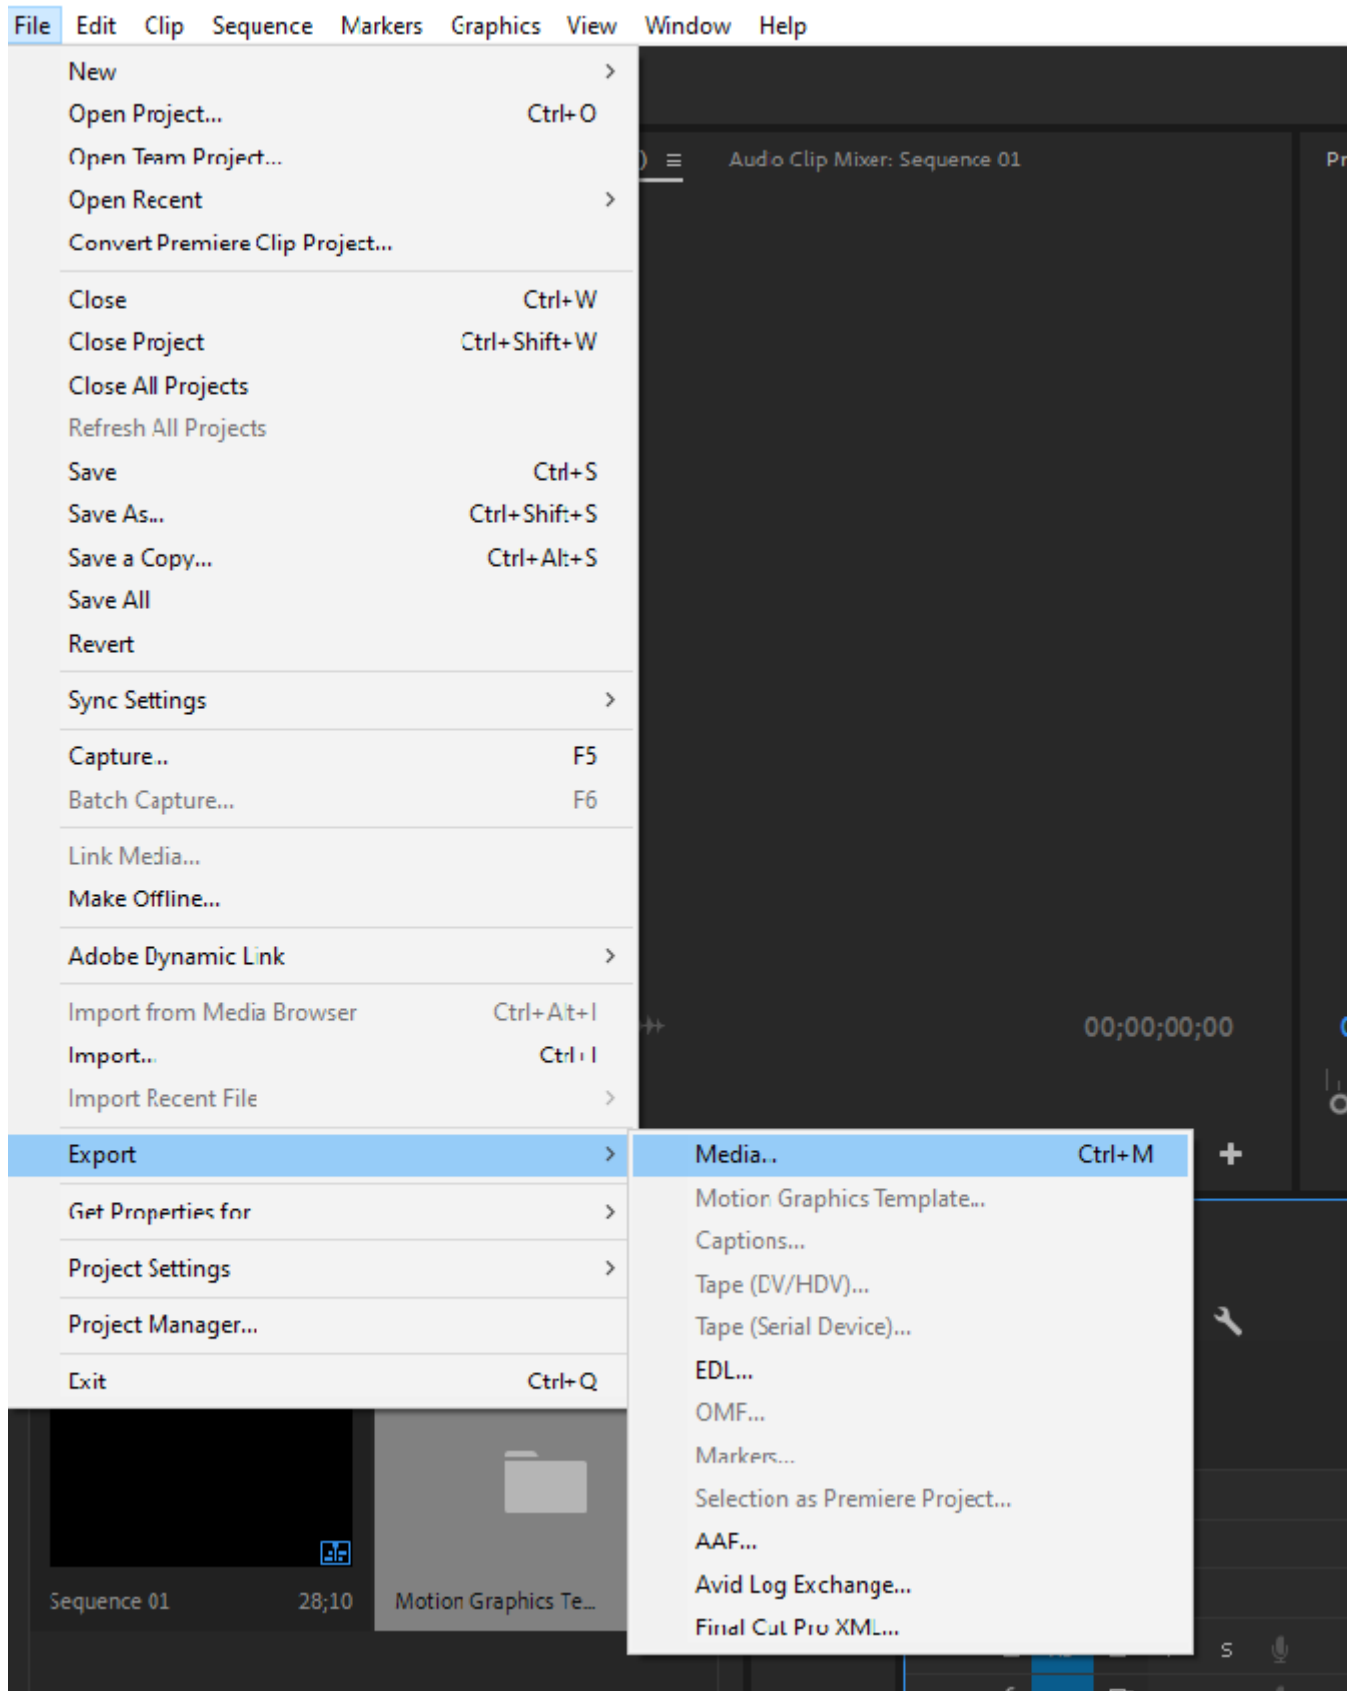 File Edit Clip Sequence Markers Graphics View Window Help
New
Open Project... Ctrl+O
Open Team Project...
Open Recent
Convert Premiere Clip Project...
Audio Clip Mixer: Sequence 01
Close Ctrl+W
Close Project Ctrl+Shift+W
Close All Projects
Refresh All Projects
Save Ctrl+S
Save As... Ctrl+Shift+S
Save a Copy... Ctrl+Alt+S
Save All
Revert
Sync Settings
Capture... F5
Batch Capture... F6
Link Media...
Make Offline...
Adobe Dynamic Link
Import from Media Browser Ctrl+Alt+I
Import... Ctrl+I
Import Recent File
00;00;00;00
Export
Get Properties for
Project Settings
Project Manager...
Exit Ctrl+Q
Media... Ctrl+M
Motion Graphics Template...
Captions...
Tape (DV/HDV)...
Tape (Serial Device)...
EDL...
OMF...
Markers...
Selection as Premiere Project...
AAF...
Avid Log Exchange...
Final Cut Pro XML...
Sequence 01 28;10
Motion Graphics Te...
S